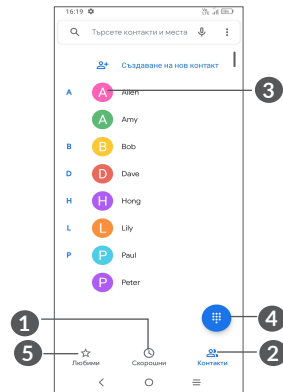 16:19
Търсете контакти и места
Създаване на нов контакт
A A Allen
A Amy
B B Bob
D D Dave
H H Hong
L L Lily
P P Paul
P Peter
Любими Скорошни Контакти
1
2
3
4
5